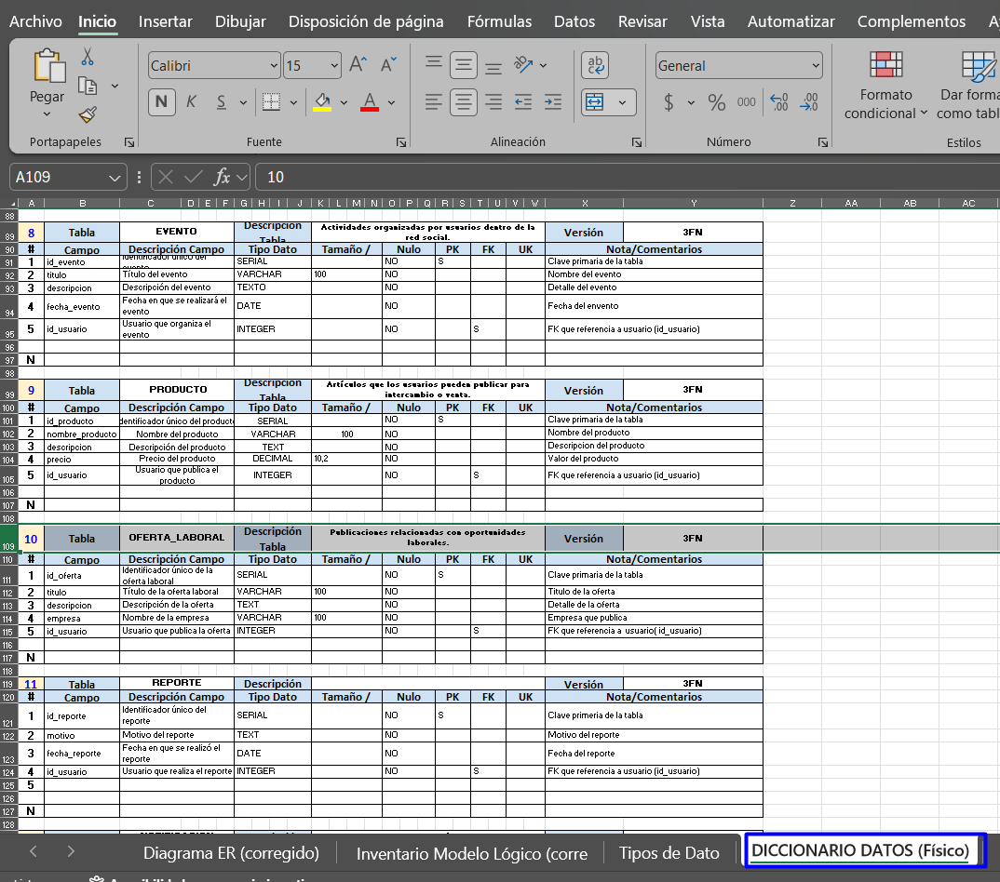 Archivo Inicio Insertar Dibujar Disposición de página Fórmulas Datos Revisar Vista Automatizar Complementos
Calibri 15 General
Pegar
N K S
$ % 000
Formato condicional
Portapapeles Fuente Alineación Número Estilos
A109 fx 10
A B C D E F G H I J K L M N O P Q R S T U V W X Y Z AA AB AC
88
89 8 Tabla EVENTO Descripción Tabla Actividades organizadas por usuarios dentro de la red social. Versión 3FN
90 # Campo Descripción Campo Tipo Dato Tamaño / Nulo PK FK UK Nota/Comentarios
91 1 id_evento Identificador único del evento SERIAL NO S Clave primaria de la tabla
92 2 titulo Título del evento VARCHAR 100 NO Nombre del evento
93 3 descripcion Descripción del evento TEXTO NO Detalle del evento
94 4 fecha_evento Fecha en que se realizará el evento DATE NO Fecha del envento
95 5 id_usuario Usuario que organiza el evento INTEGER NO S FK que referencia a usuario (id_usuario)
96
97 N
98
99 9 Tabla PRODUCTO Descripción Tabla Artículos que los usuarios pueden publicar para intercambio o venta. Versión 3FN
100 # Campo Descripción Campo Tipo Dato Tamaño / Nulo PK FK UK Nota/Comentarios
101 1 id_producto dentificador único del product SERIAL NO S Clave primaria de la tabla
102 2 nombre_producto Nombre del producto VARCHAR 100 NO Nombre del producto
103 3 descripcion Descripción del producto TEXT NO Descripcion del producto
104 4 precio Precio del producto DECIMAL 10,2 NO Valor del producto
105 5 id_usuario Usuario que publica el producto INTEGER NO S FK que referencia a usuario (id_usuario)
106
107 N
108
109 10 Tabla OFERTA_LABORAL Descripción Tabla Publicaciones relacionadas con oportunidades laborales. Versión 3FN
110 # Campo Descripción Campo Tipo Dato Tamaño / Nulo PK FK UK Nota/Comentarios
111 1 id_oferta Identificador único de la oferta laboral SERIAL NO S Clave primaria de la tabla
112 2 titulo Título de la oferta laboral VARCHAR 100 NO Titulo de la oferta
113 3 descripcion Descripción de la oferta TEXT NO Detalle de la oferta
114 4 empresa Nombre de la empresa VARCHAR 100 NO Empresa que publica
115 5 id_usuario Usuario que publica la oferta INTEGER NO S FK que referencia a usuario( id_usuario)
116
117 N
118
119 11 Tabla REPORTE Descripción Versión 3FN
120 # Campo Descripción Campo Tipo Dato Tamaño / Nulo PK FK UK Nota/Comentarios
121 1 id_reporte Identificador único del reporte SERIAL NO S Clave primaria de la tabla
122 2 motivo Motivo del reporte TEXT NO Motivo del reporte
123 3 fecha_reporte Fecha en que se realizó el reporte DATE NO Fecha del reporte
124 4 id_usuario Usuario que realiza el reporte INTEGER NO S FK que referencia a usuario (id_usuario)
125 5
126
127 N
128
Diagrama ER (corregido) Inventario Modelo Lógico (corre Tipos de Dato DICCIONARIO DATOS (Físico)